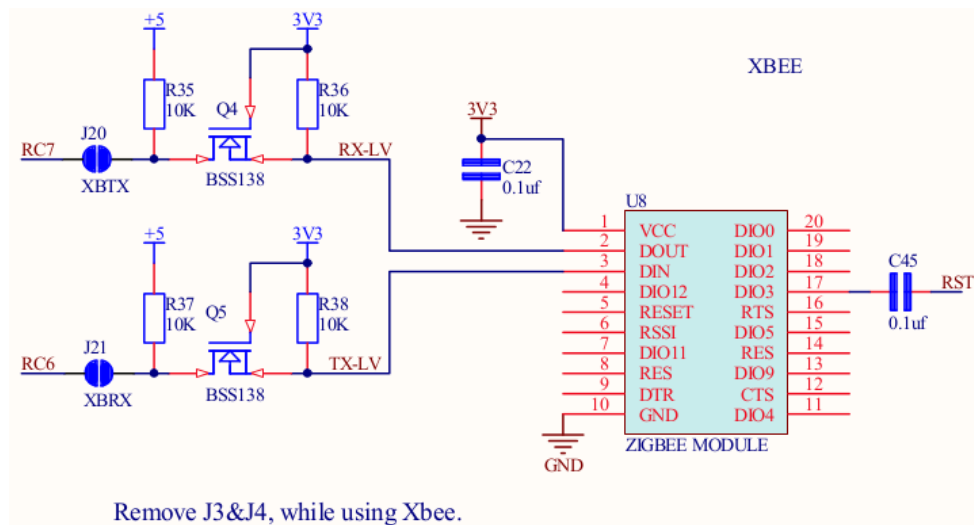 +5
3V3
XBEE
R35
10K
Q4
R36
10K
J20
RC7
XBTX
BSS138
RX-LV
3V3
C22
0.1uf
+5
3V3
R37
10K
Q5
R38
10K
J21
RC6
XBRX
BSS138
TX-LV
U8
1 VCC DIO0 20
2 DOUT DIO1 19
3 DIN DIO2 18
4 DIO12 DIO3 17
5 RESET RTS 16
6 RSSI DIO5 15
7 DIO11 RES 14
8 RES DIO9 13
9 DTR CTS 12
10 GND DIO4 11
ZIGBEE MODULE
GND
C45
RST
0.1uf
Remove J3&J4, while using Xbee.